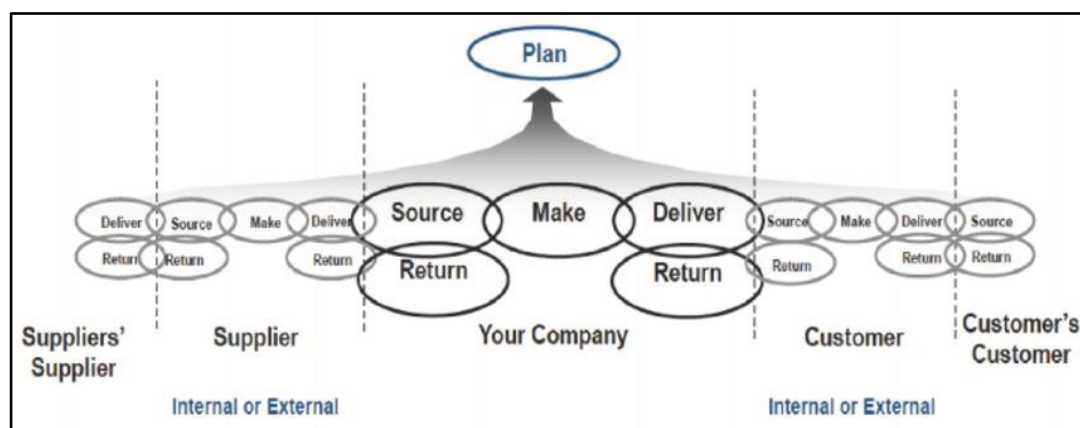 Plan
Deliver Source Make Deliver Source Make Deliver Source Make Deliver Source
Return Return Return Return Return Return Return Return
Suppliers' Supplier Your Company Customer Customer's
Supplier Customer
Internal or External Internal or External